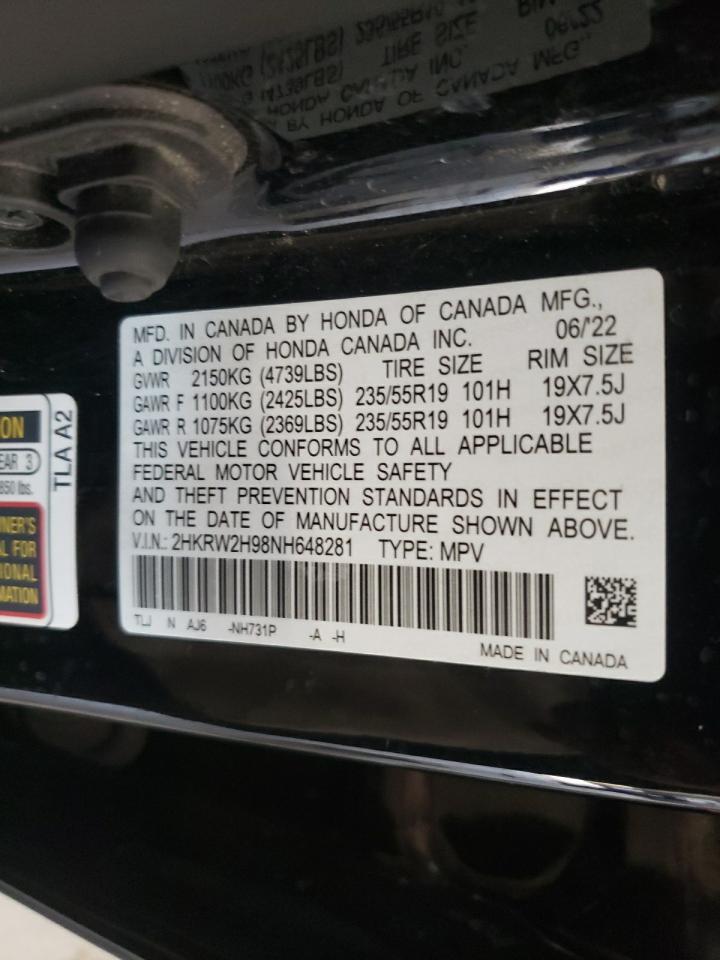 MFD. IN CANADA BY HONDA OF CANADA MFG.,
A DIVISION OF HONDA CANADA INC. 06/'22
GVWR 2150KG (4739LBS) TIRE SIZE RIM SIZE
GAWR F 1100KG (2425LBS) 235/55R19 101H 19X7.5J
GAWR R 1075KG (2369LBS) 235/55R19 101H 19X7.5J
THIS VEHICLE CONFORMS TO ALL APPLICABLE
FEDERAL MOTOR VEHICLE SAFETY
AND THEFT PREVENTION STANDARDS IN EFFECT
ON THE DATE OF MANUFACTURE SHOWN ABOVE.
V.I.N.: 2HKRW2H98NH648281 TYPE: MPV
TLJ N AJ6 -NH731P -A -H
MADE IN CANADA
TLA A2
ON
EAR 3
850 lbs.
NER'S
L FOR
IONAL
MATION